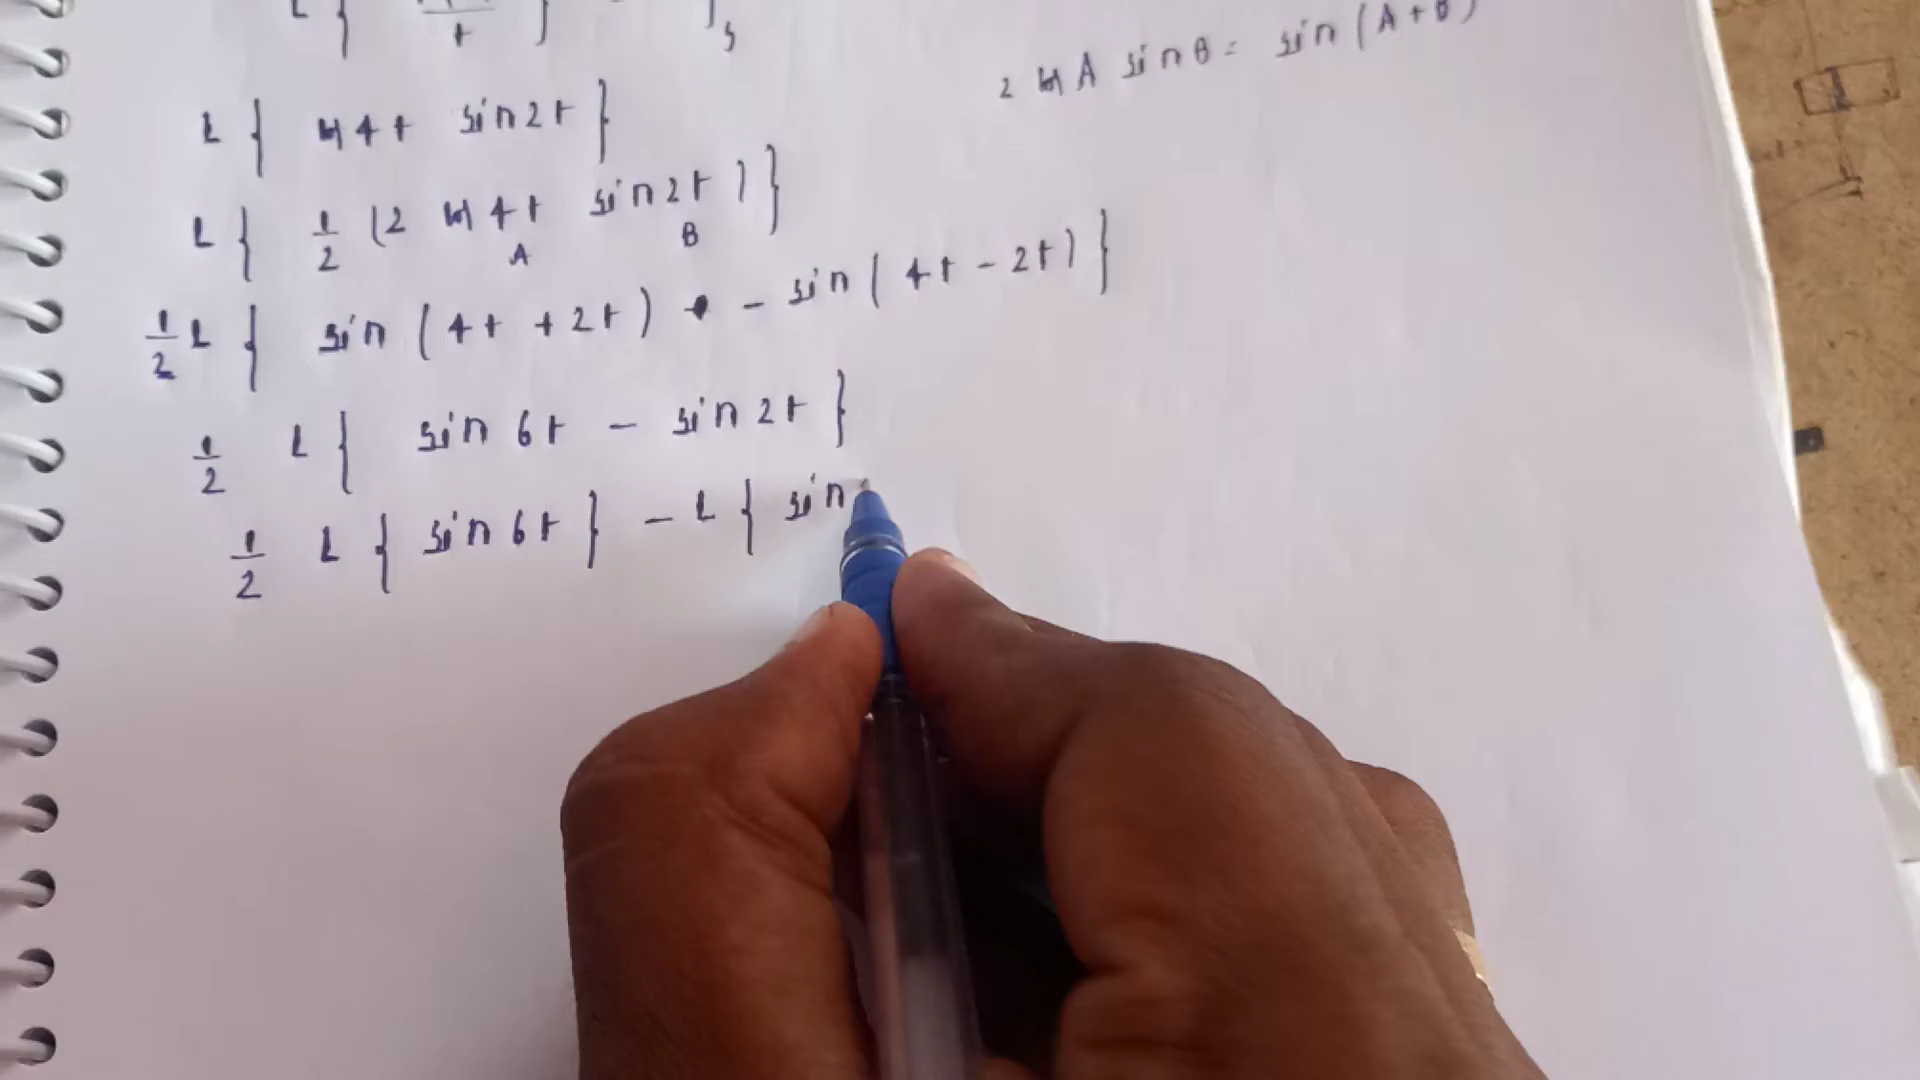 2 cos A sin B = sin (A + B)
L { cos 4t sin 2t }
L { 1/2 (2 cos 4t sin 2t ) }
A B
1/2 L { sin ( 4t + 2t ) - sin ( 4t - 2t ) }
1/2 L { sin 6t - sin 2t }
1/2 L { sin 6t } - L { sin